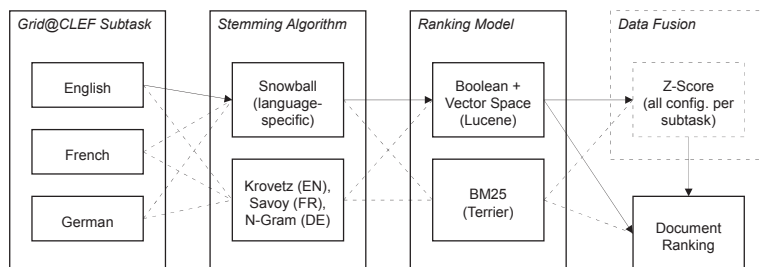 Grid@CLEF Subtask
Stemming Algorithm
Ranking Model
Data Fusion
English
French
German
Snowball
(language-
specific)
Krovetz (EN),
Savoy (FR),
N-Gram (DE)
Boolean +
Vector Space
(Lucene)
BM25
(Terrier)
Z-Score
(all config. per
subtask)
Document
Ranking